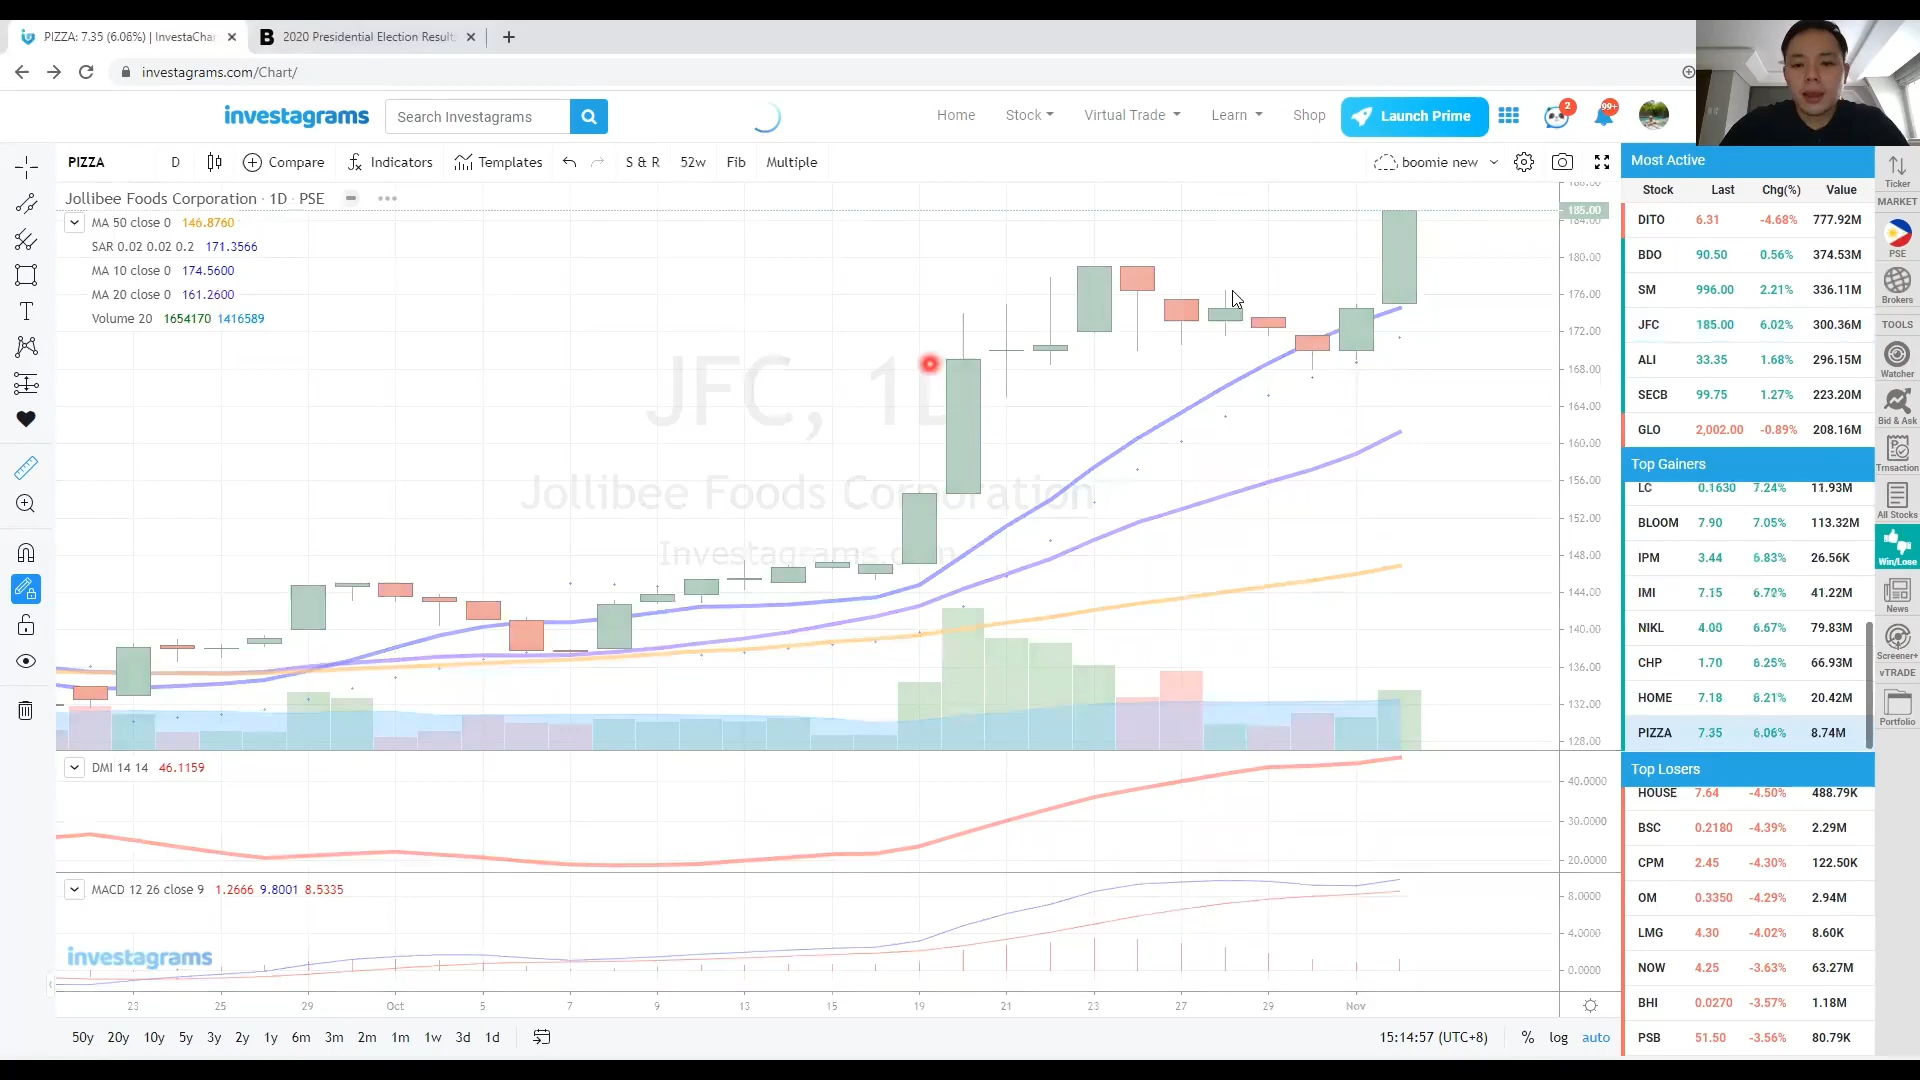 PIZZA: 7.35 (6.06%) | InvestaChar
2020 Presidential Election Result
investagrams.com/Chart/
investagrams
Search Investagrams
Home
Stock
Virtual Trade
Learn
Shop
Launch Prime
2
99+
PIZZA
D
Compare
Indicators
Templates
S & R
52w
Fib
Multiple
boomie new
Jollibee Foods Corporation · 1D · PSE
MA 50 close 0 146.8760
SAR 0.02 0.02 0.2 171.3566
MA 10 close 0 174.5600
MA 20 close 0 161.2600
Volume 20 1654170 1416589
JFC, 1D
Jollibee Foods Corporation
Investagrams.com
188.00
185.00
184.00
180.00
176.00
172.00
168.00
164.00
160.00
156.00
152.00
148.00
144.00
140.00
136.00
132.00
128.00
DMI 14 14 46.1159
40.0000
30.0000
20.0000
MACD 12 26 close 9 1.2666 9.8001 8.5335
8.0000
4.0000
0.0000
investagrams
23 25 29 Oct 5 7 9 13 15 19 21 23 27 29 Nov
50y 20y 10y 5y 3y 2y 1y 6m 3m 2m 1m 1w 3d 1d
15:14:57 (UTC+8) % log auto
Most Active
Stock Last Chg(%) Value
DITO 6.31 -4.68% 777.92M
BDO 90.50 0.56% 374.53M
SM 996.00 2.21% 336.11M
JFC 185.00 6.02% 300.36M
ALI 33.35 1.68% 296.15M
SECB 99.75 1.27% 223.20M
GLO 2,002.00 -0.89% 208.16M
Top Gainers
LC 0.1630 7.24% 11.93M
BLOOM 7.90 7.05% 113.32M
IPM 3.44 6.83% 26.56K
IMI 7.15 6.72% 41.22M
NIKL 4.00 6.67% 79.83M
CHP 1.70 6.25% 66.93M
HOME 7.18 6.21% 20.42M
PIZZA 7.35 6.06% 8.74M
Top Losers
HOUSE 7.64 -4.50% 488.79K
BSC 0.2180 -4.39% 2.29M
CPM 2.45 -4.30% 122.50K
OM 0.3350 -4.29% 2.94M
LMG 4.30 -4.02% 8.60K
NOW 4.25 -3.63% 63.27M
BHI 0.0270 -3.57% 1.18M
PSB 51.50 -3.56% 80.79K
Ticker
MARKET
PSE
Brokers
TOOLS
Watcher
Bid & Ask
Trnsaction
All Stocks
Win/Lose
News
Screener+
vTRADE
Portfolio